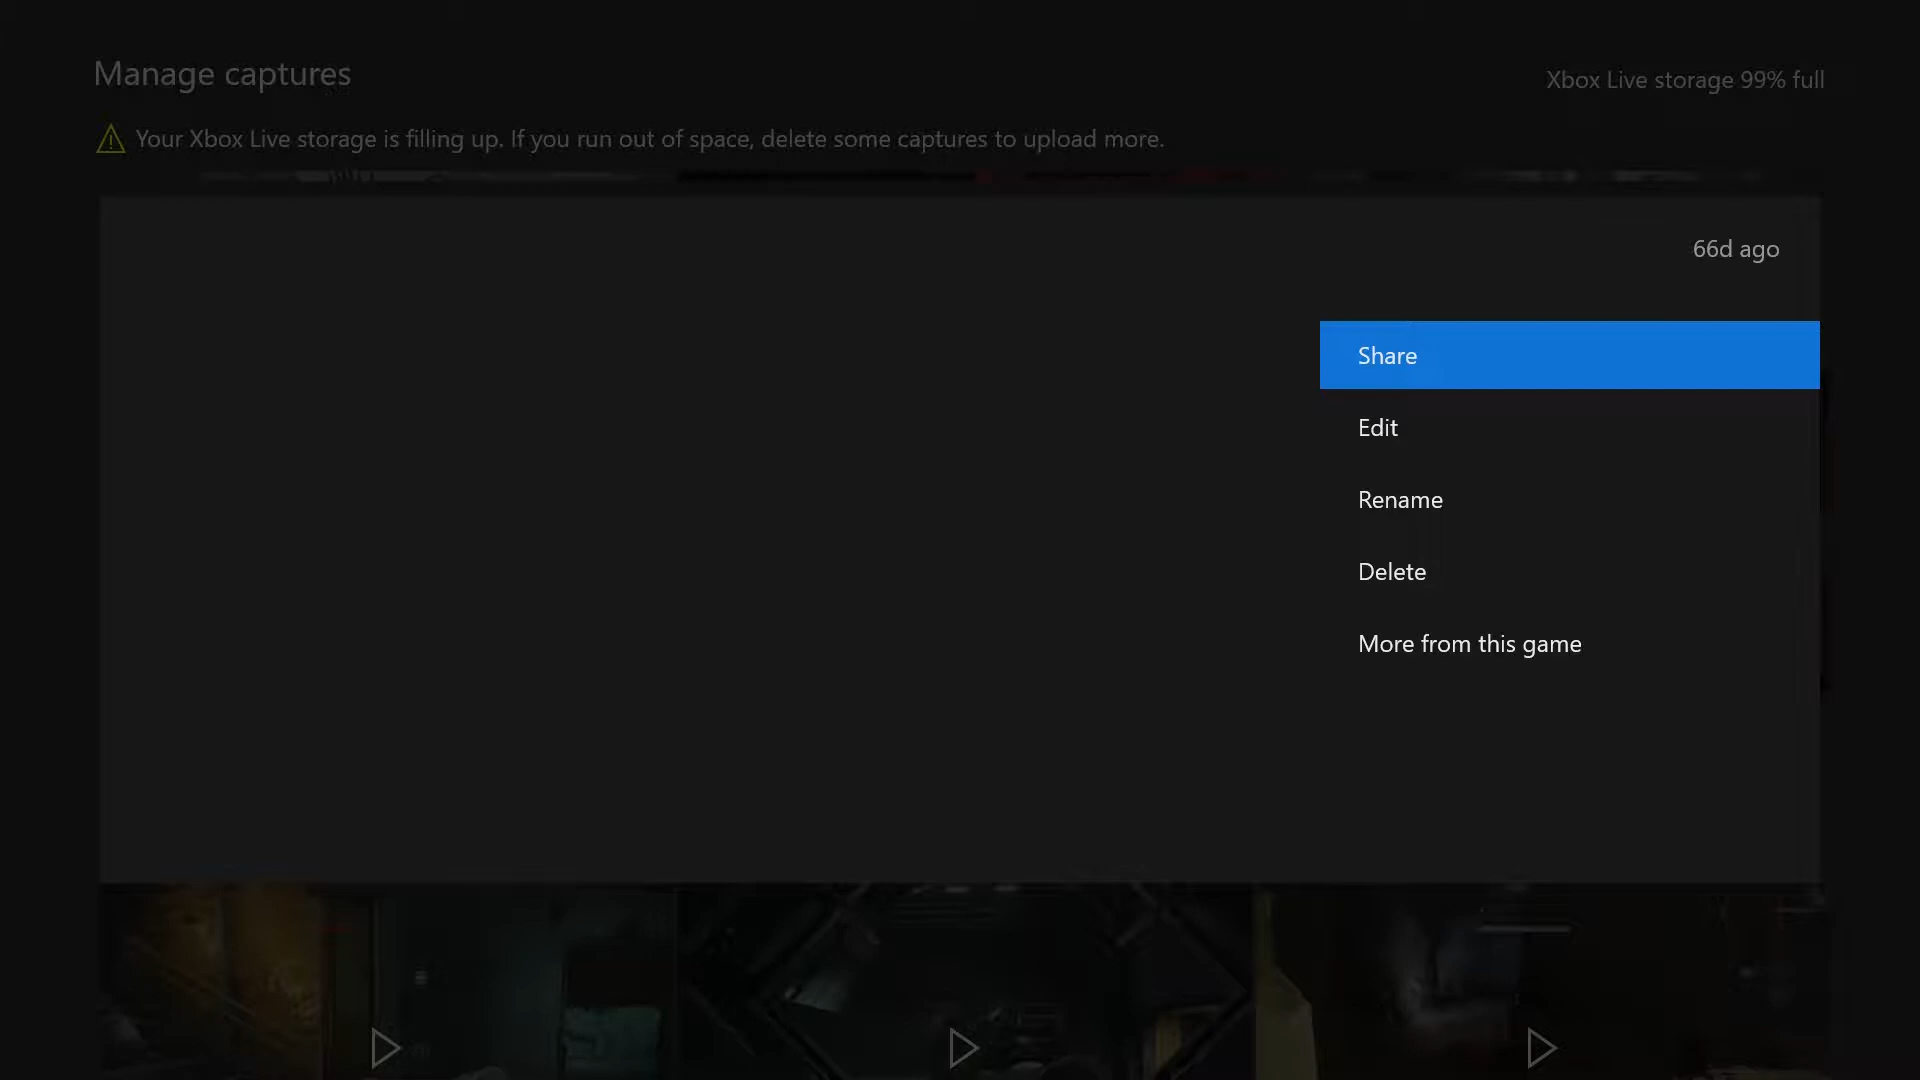 Manage captures
Xbox Live storage 99% full
Your Xbox Live storage is filling up. If you run out of space, delete some captures to upload more.
66d ago
Share
Edit
Rename
Delete
More from this game